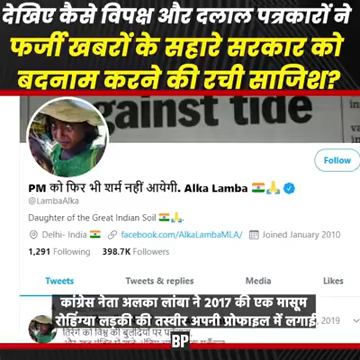 देखिए कैसे विपक्ष और दलाल पत्रकारों ने
फर्जी खबरों के सहारे सरकार को
बदनाम करने की रची साजिश?
against tide
Follow
PM को फिर भी शर्म नहीं आयेगी. Alka Lamba
@LambaAlka
Daughter of the Great Indian Soil
Delhi- India facebook.com/AlkaLambaMLA/ Joined January 2010
1,291 Following 398.7K Followers
Tweets Tweets & replies Media Likes
कांग्रेस नेता अलका लांबा ने 2017 की एक मासूम
रोहिंग्या लड़की की तस्वीर अपनी प्रोफाइल में लगाई
2019
BP